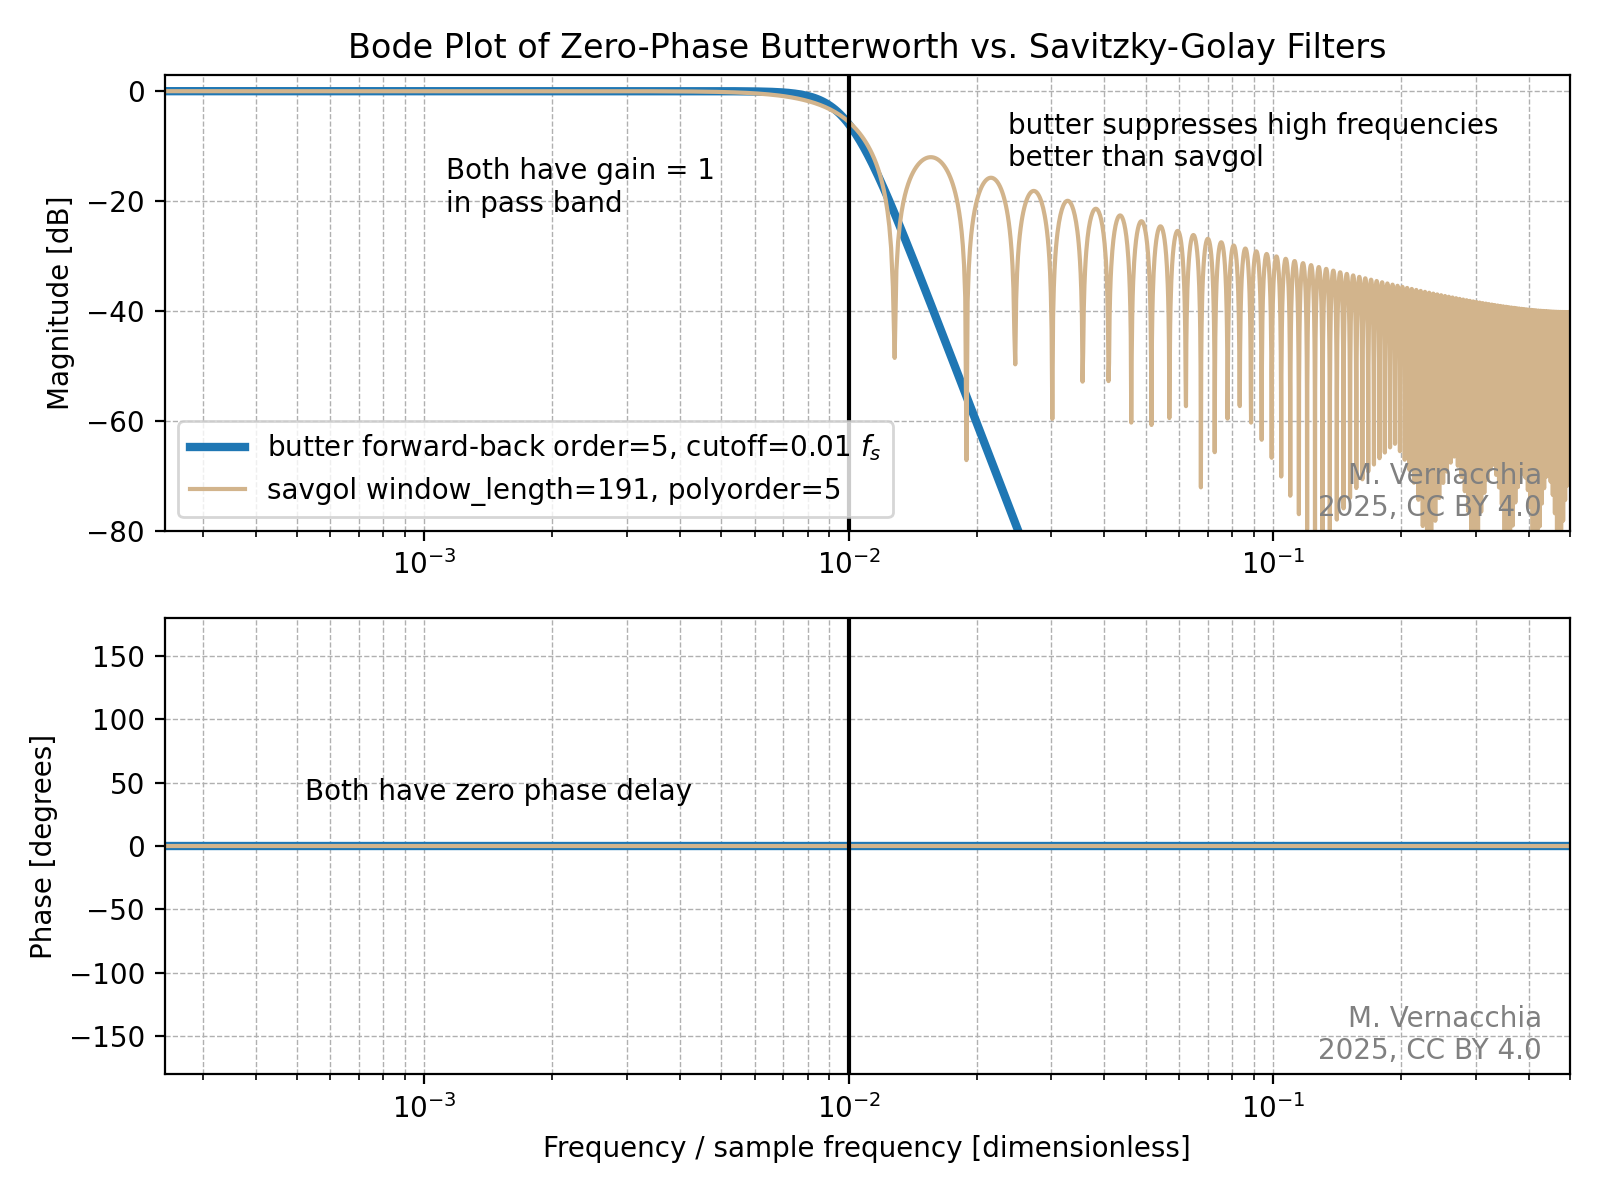 Bode Plot of Zero-Phase Butterworth vs. Savitzky-Golay Filters
Magnitude [dB]
0
−20
−40
−60
−80
butter suppresses high frequencies
better than savgol
Both have gain = 1
in pass band
butter forward-back order=5, cutoff=0.01 fₛ
savgol window_length=191, polyorder=5
M. Vernacchia
2025, CC BY 4.0
10⁻³ 10⁻² 10⁻¹
Phase [degrees]
150
100
50
0
−50
−100
−150
Both have zero phase delay
M. Vernacchia
2025, CC BY 4.0
10⁻³ 10⁻² 10⁻¹
Frequency / sample frequency [dimensionless]